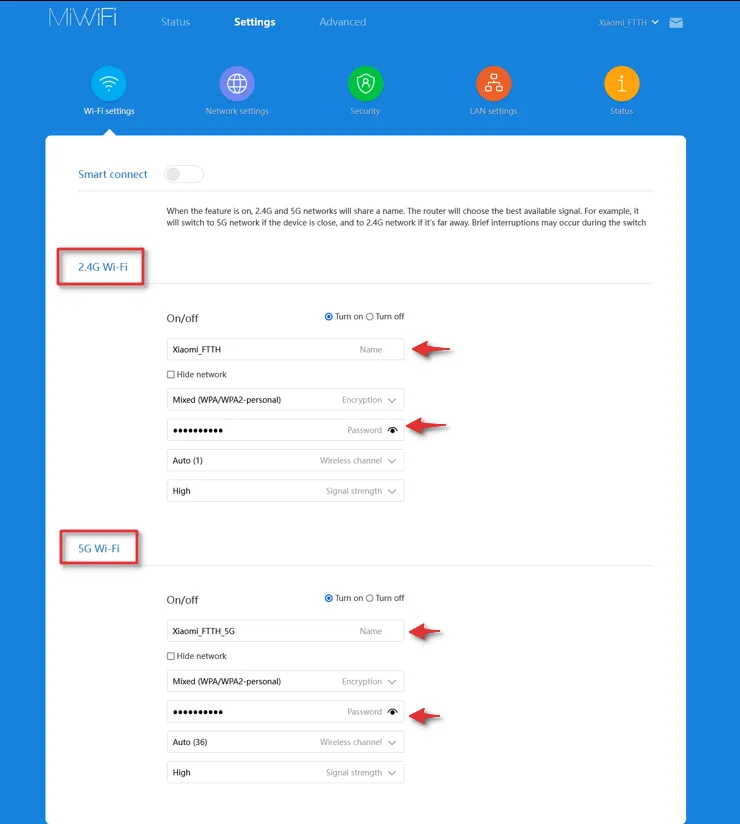 MiWiFi
Status Settings Advanced Xiaomi_FTTH
Wi-Fi settings Network settings Security LAN settings Status
Smart connect
When the feature is on, 2.4G and 5G networks will share a name. The router will choose the best available signal. For example, it
will switch to 5G network if the device is close, and to 2.4G network if it's far away. Brief interruptions may occur during the switch
2.4G Wi-Fi
On/off Turn on Turn off
Xiaomi_FTTH Name
Hide network
Mixed (WPA/WPA2-personal) Encryption
●●●●●●●●●● Password
Auto (1) Wireless channel
High Signal strength
5G Wi-Fi
On/off Turn on Turn off
Xiaomi_FTTH_5G Name
Hide network
Mixed (WPA/WPA2-personal) Encryption
●●●●●●●●●● Password
Auto (36) Wireless channel
High Signal strength